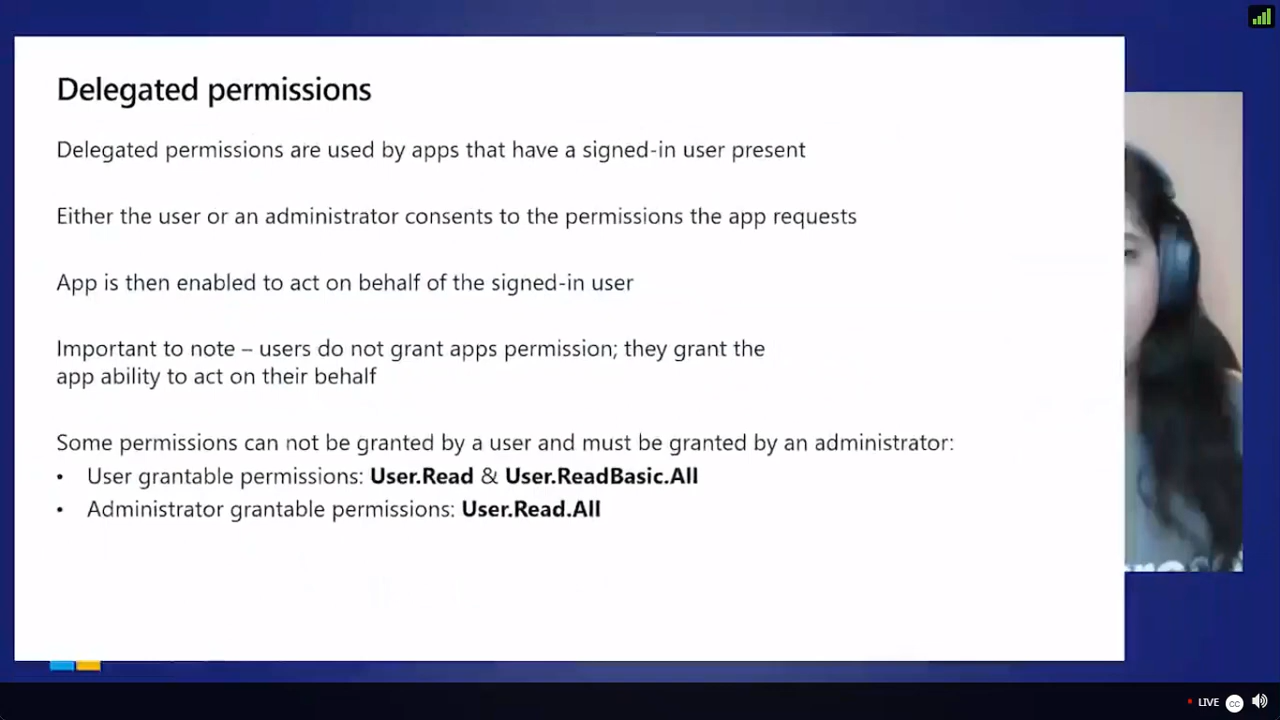 Delegated permissions
Delegated permissions are used by apps that have a signed-in user present
Either the user or an administrator consents to the permissions the app requests
App is then enabled to act on behalf of the signed-in user
Important to note – users do not grant apps permission; they grant the
app ability to act on their behalf
Some permissions can not be granted by a user and must be granted by an administrator:
• User grantable permissions: User.Read & User.ReadBasic.All
• Administrator grantable permissions: User.Read.All
LIVE
CC